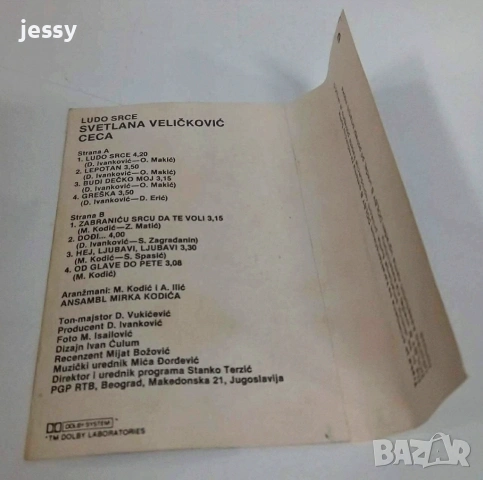 jessy
LUDO SRCE
SVETLANA VELIČKOVIĆ
CECA
Strana A
1. LUDO SRCE 4,20
(D. Ivanković—O. Makić)
2. LEPOTAN 3,50
(D. Ivanković—O. Makić)
3. BUDI DEČKO MOJ 3,15
(D. Ivanković—O. Makić)
4. GREŠKA 3,50
(D. Ivanković—D. Erić)
Strana B
1. ZABRANIĆU SRCU DA TE VOLI 3,15
(M. Kodić—Z. Matić)
2. DOĐI... 4,00
(D. Ivanković—S. Zagrađanin)
3. HEJ, LJUBAVI, LJUBAVI 3,30
(M. Kodić—S. Spasić)
4. OD GLAVE DO PETE 3,08
(M. Kodić)
Aranžmani: M. Kodić i A. Ilić
ANSAMBL MIRKA KODIĆA
Ton-majstor D. Vukićević
Producent D. Ivanković
Foto M. Isailović
Dizajn Ivan Ćulum
Recenzent Mijat Božović
Muzički urednik Mića Đorđević
Direktor i urednik programa Stanko Terzić
PGP RTB, Beograd, Makedonska 21, Jugoslavija
DOLBY SYSTEM *
*TM DOLBY LABORATORIES
BAZAR